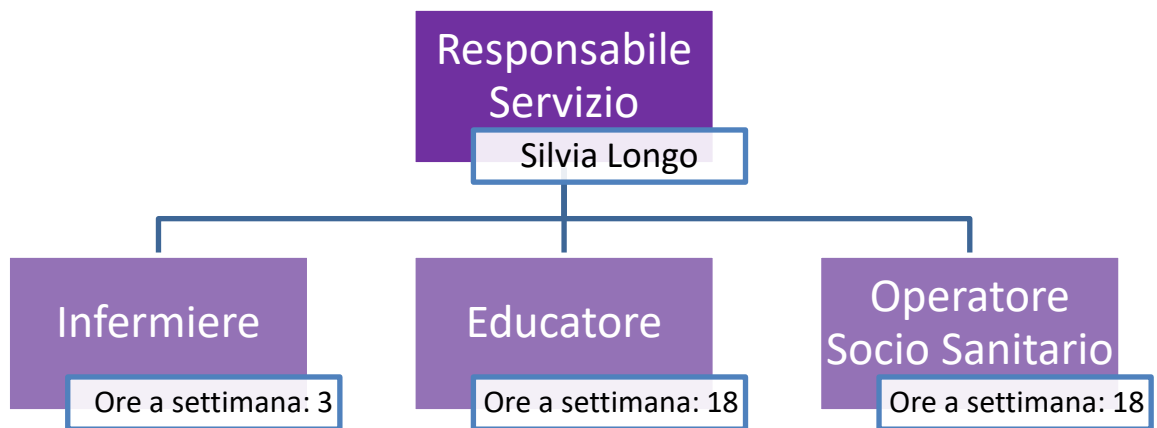 Responsabile
Servizio
Silvia Longo
Infermiere
Ore a settimana: 3
Educatore
Ore a settimana: 18
Operatore
Socio Sanitario
Ore a settimana: 18